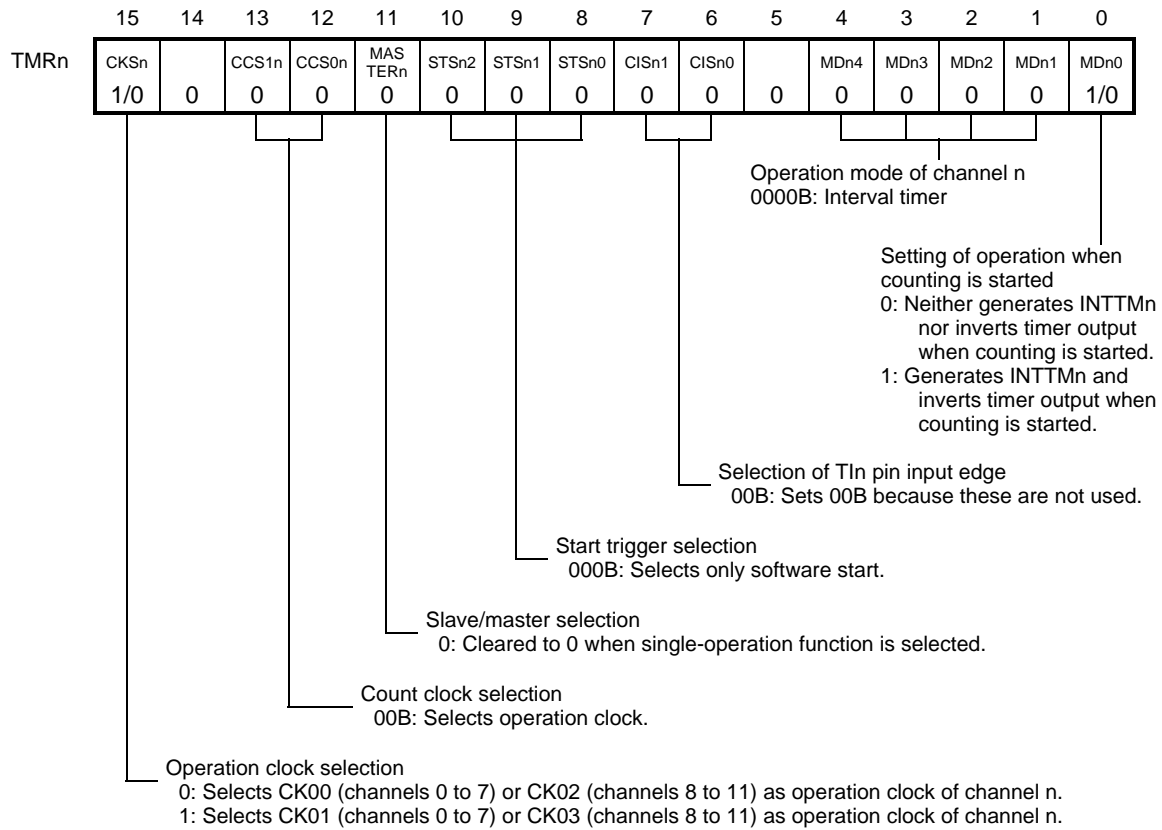 15 14 13 12 11 10 9 8 7 6 5 4 3 2 1 0
TMRn CKSn CCS1n CCS0n MAS TERn STSn2 STSn1 STSn0 CISn1 CISn0 MDn4 MDn3 MDn2 MDn1 MDn0
1/0 0 0 0 0 0 0 0 0 0 0 0 0 0 0 1/0
Operation mode of channel n
0000B: Interval timer
Setting of operation when
counting is started
0: Neither generates INTTMn
nor inverts timer output
when counting is started.
1: Generates INTTMn and
inverts timer output when
counting is started.
Selection of TIn pin input edge
00B: Sets 00B because these are not used.
Start trigger selection
000B: Selects only software start.
Slave/master selection
0: Cleared to 0 when single-operation function is selected.
Count clock selection
00B: Selects operation clock.
Operation clock selection
0: Selects CK00 (channels 0 to 7) or CK02 (channels 8 to 11) as operation clock of channel n.
1: Selects CK01 (channels 0 to 7) or CK03 (channels 8 to 11) as operation clock of channel n.